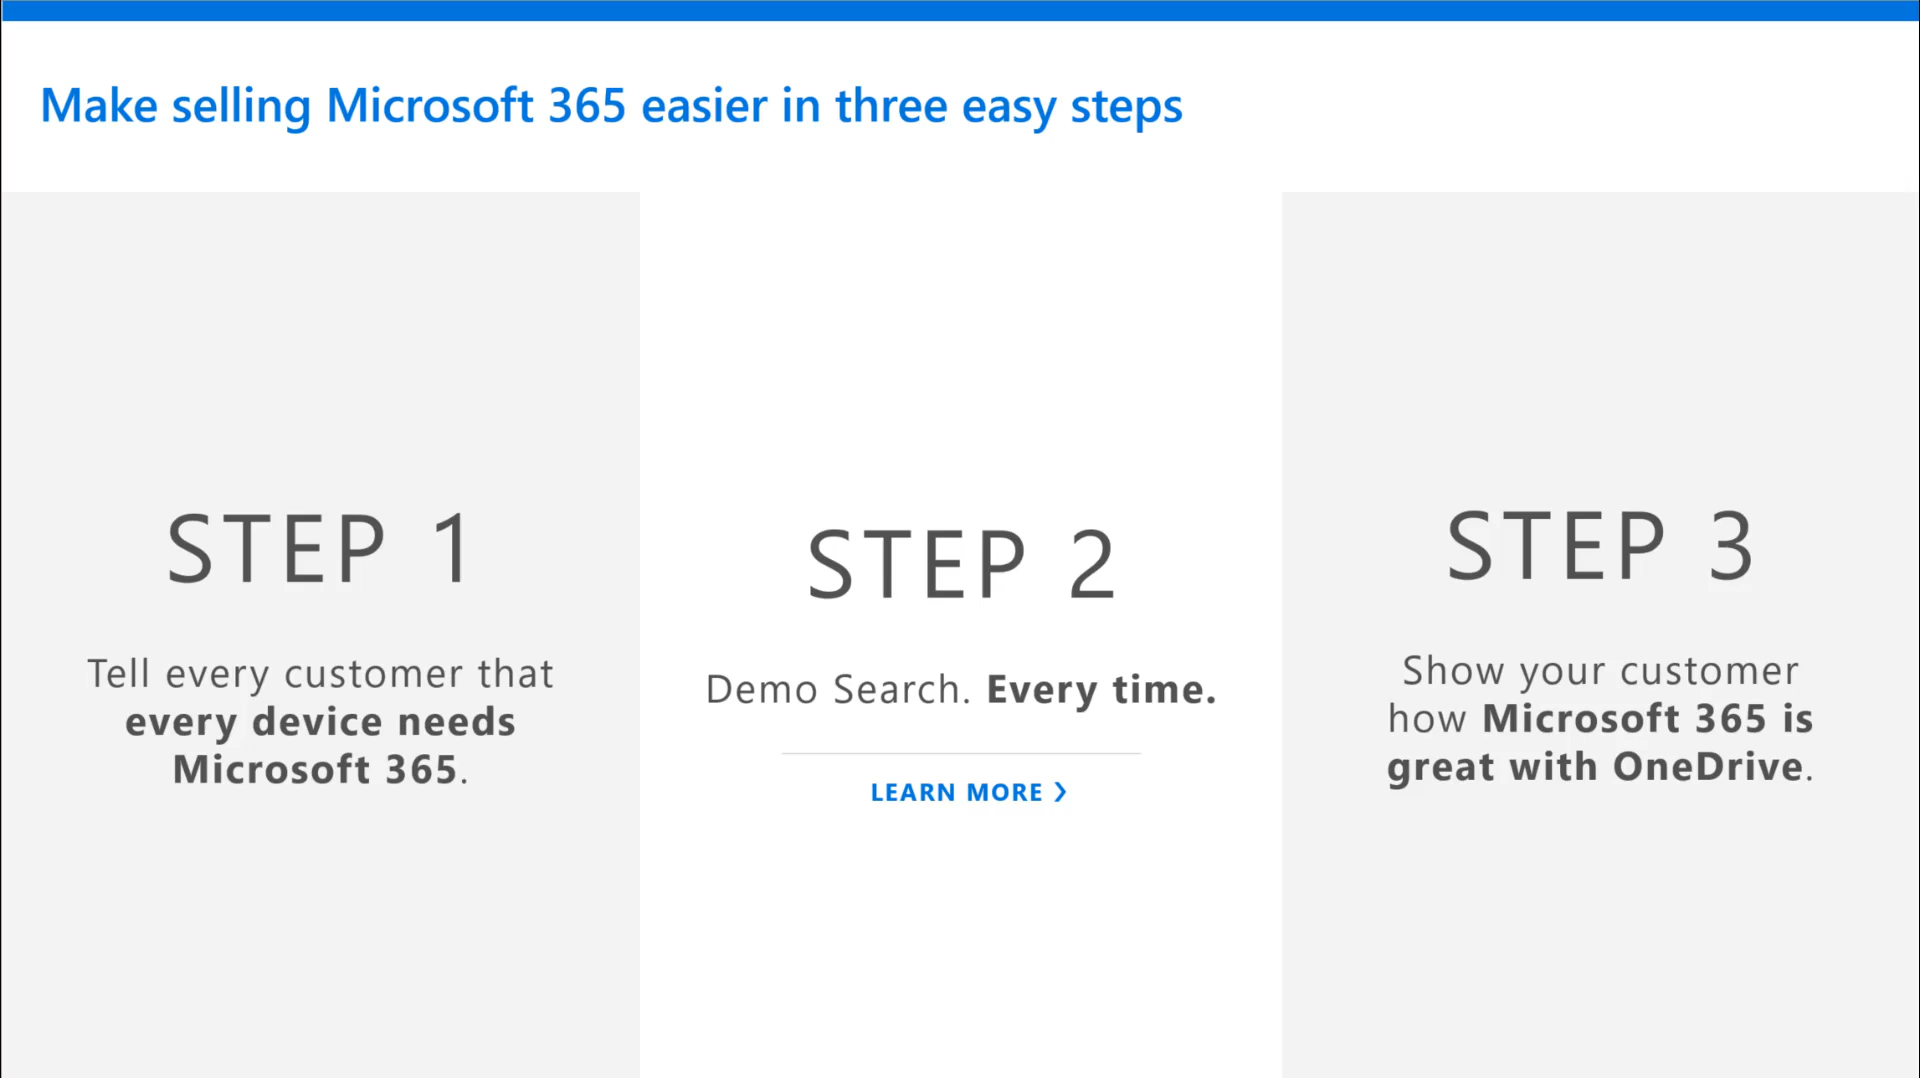 Make selling Microsoft 365 easier in three easy steps
STEP 1
Tell every customer that
every device needs
Microsoft 365.
STEP 2
Demo Search. Every time.
LEARN MORE ❯
STEP 3
Show your customer
how Microsoft 365 is
great with OneDrive.